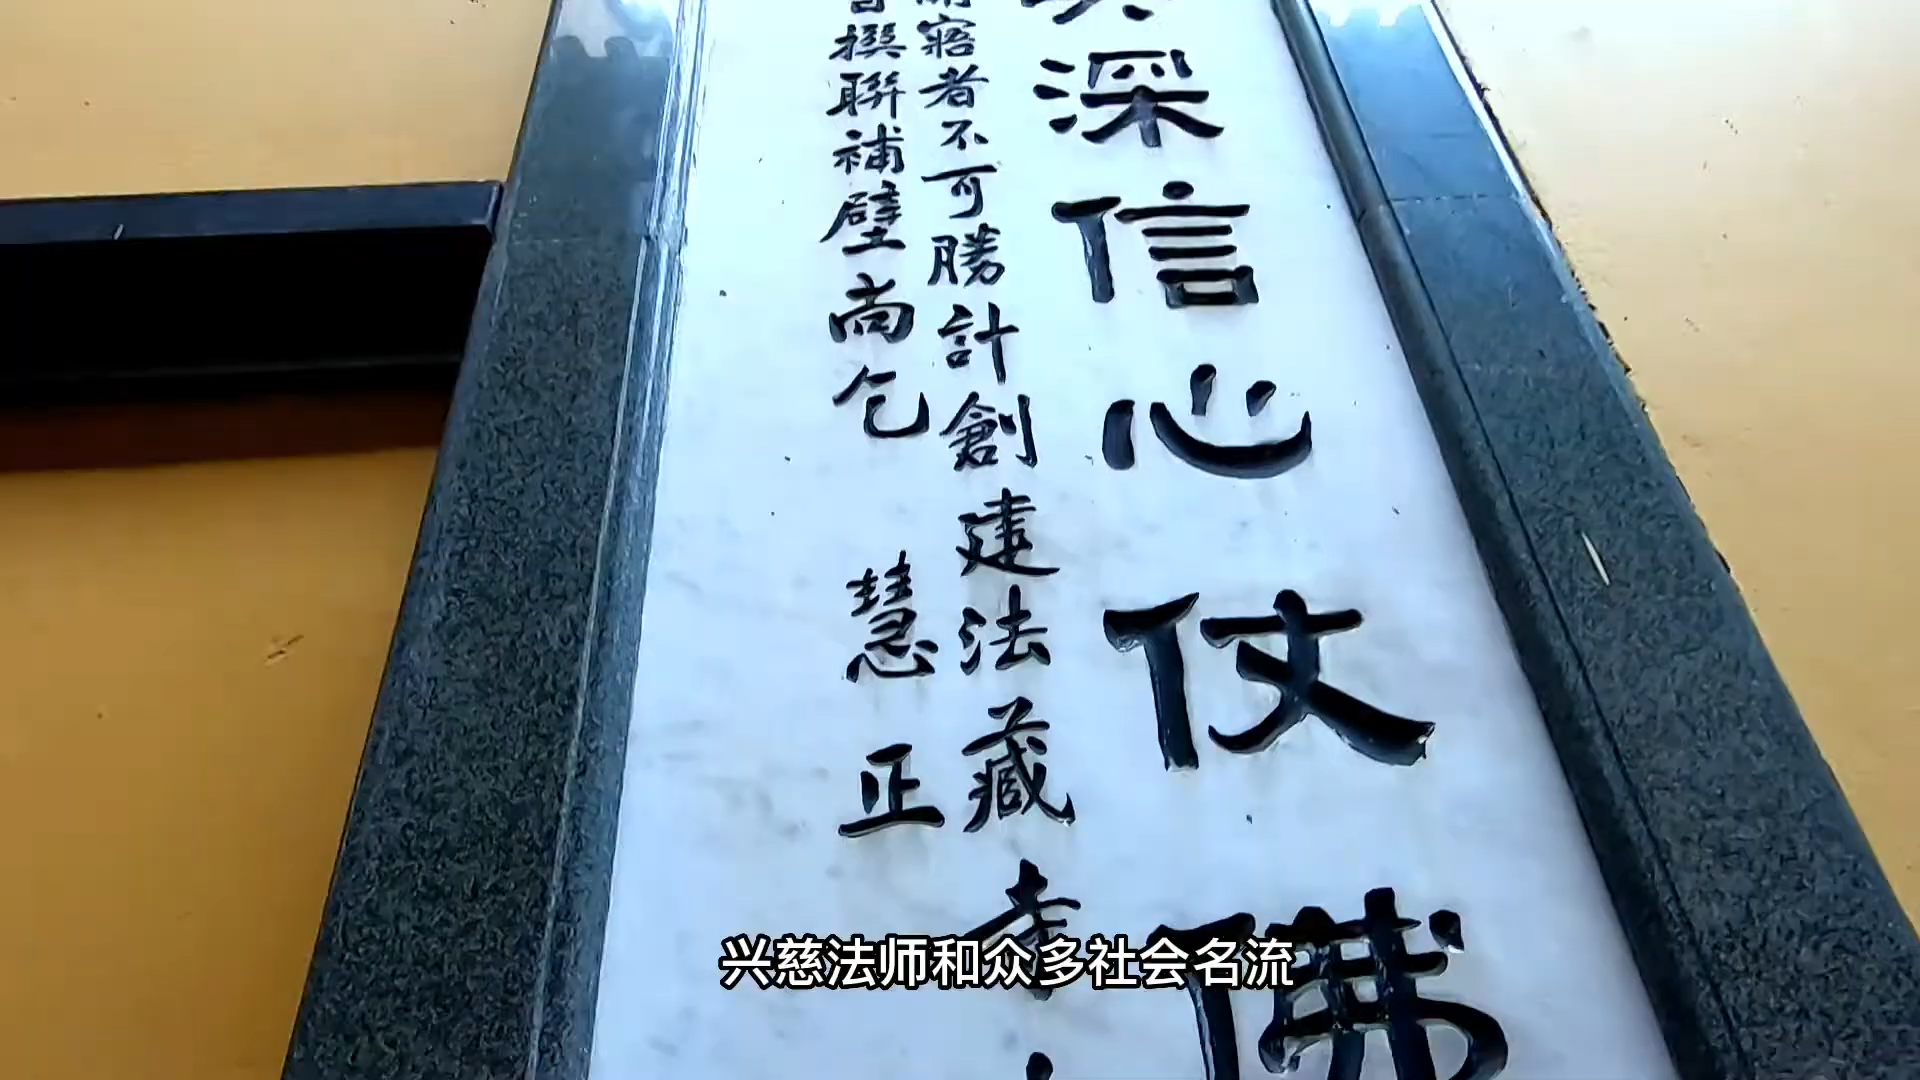 深信心仗佛
寤者不可勝計創建法藏寺
撰聯補壁尚乞 慧正
兴慈法师和众多社会名流